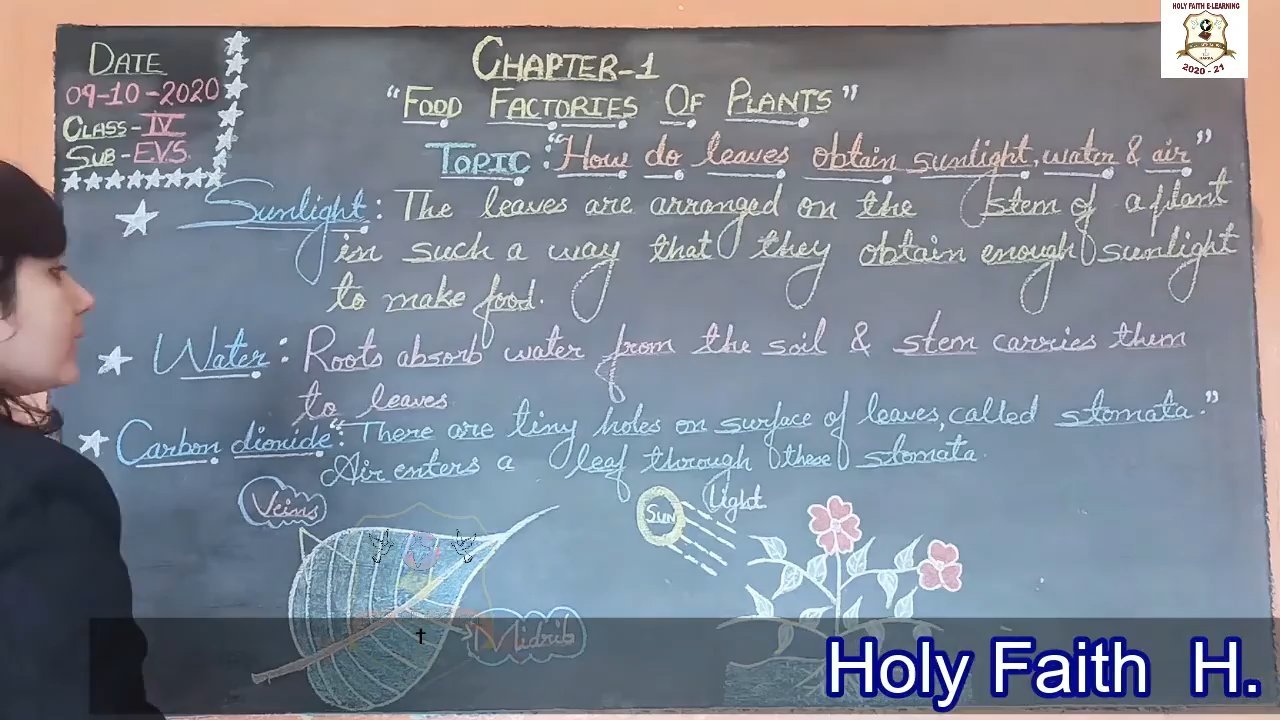 HOLY FAITH E-LEARNING
2020 - 21
DATE
09-10-2020
CLASS - IV
SUB - E.V.S.
CHAPTER-1
"FOOD FACTORIES OF PLANTS"
TOPIC: "How do leaves obtain sunlight, water & air"
Sunlight: The leaves are arranged on the stem of a plant
in such a way that they obtain enough sunlight
to make food.
Water: Roots absorb water from the soil & stem carries them
to leaves
Carbon dioxide: "There are tiny holes on surface of leaves, called stomata."
Air enters a leaf through these stomata.
Veins
Midrib
SUN
light
Holy Faith H.